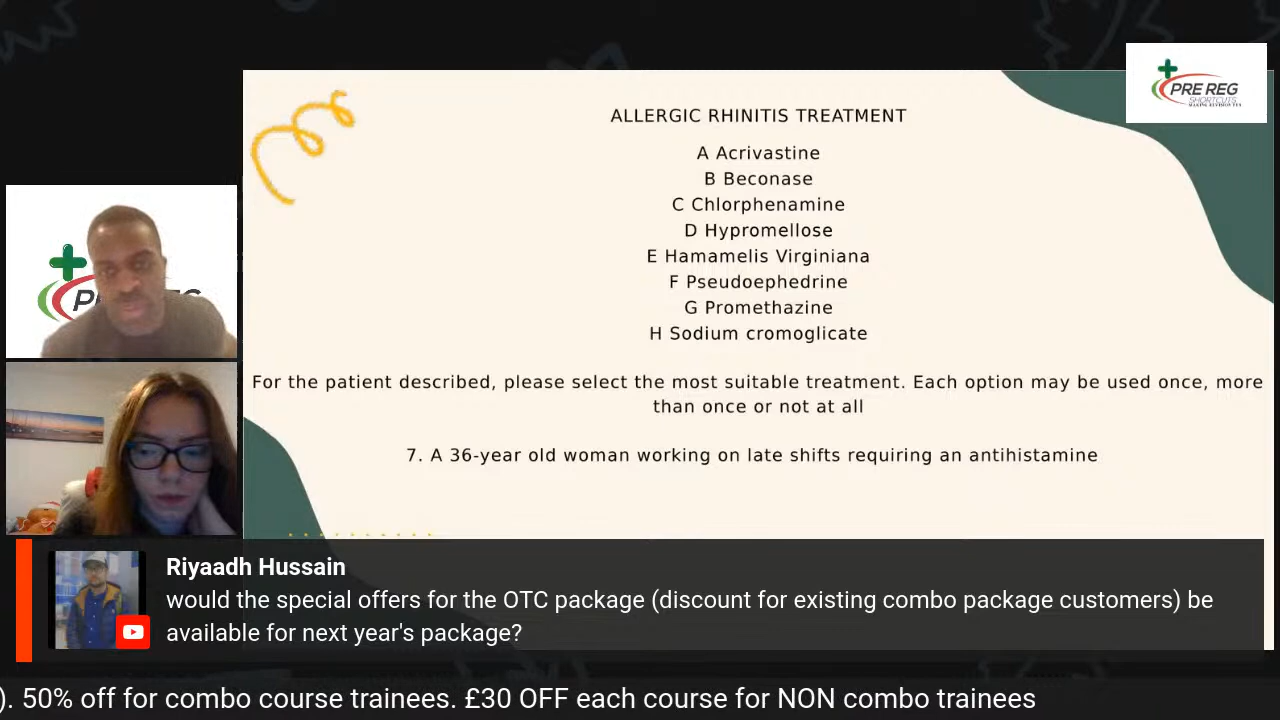 PRE REG
SHORTCUTS
ALLERGIC RHINITIS TREATMENT
A Acrivastine
B Beconase
C Chlorphenamine
D Hypromellose
E Hamamelis Virginiana
F Pseudoephedrine
G Promethazine
H Sodium cromoglicate
For the patient described, please select the most suitable treatment. Each option may be used once, more
than once or not at all
7. A 36-year old woman working on late shifts requiring an antihistamine
Riyaadh Hussain
would the special offers for the OTC package (discount for existing combo package customers) be
available for next year's package?
). 50% off for combo course trainees. £30 OFF each course for NON combo trainees